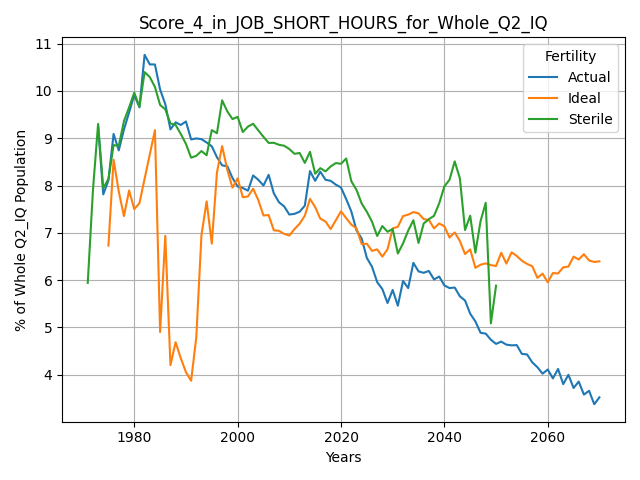 Score_4_in_JOB_SHORT_HOURS_for_Whole_Q2_IQ
% of Whole Q2_IQ Population
11
10
9
8
7
6
5
4
Fertility
Actual
Ideal
Sterile
1980 2000 2020 2040 2060
Years